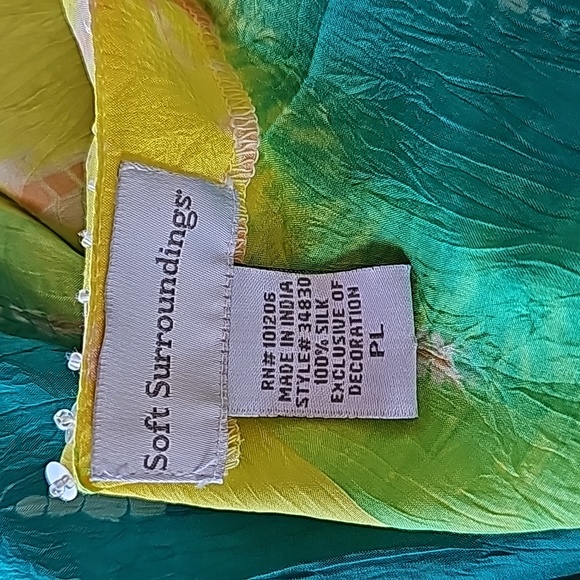 Soft Surroundings®
RN# 101206
MADE IN INDIA
STYLE# 34830
100% SILK
EXCLUSIVE OF
DECORATION
PL